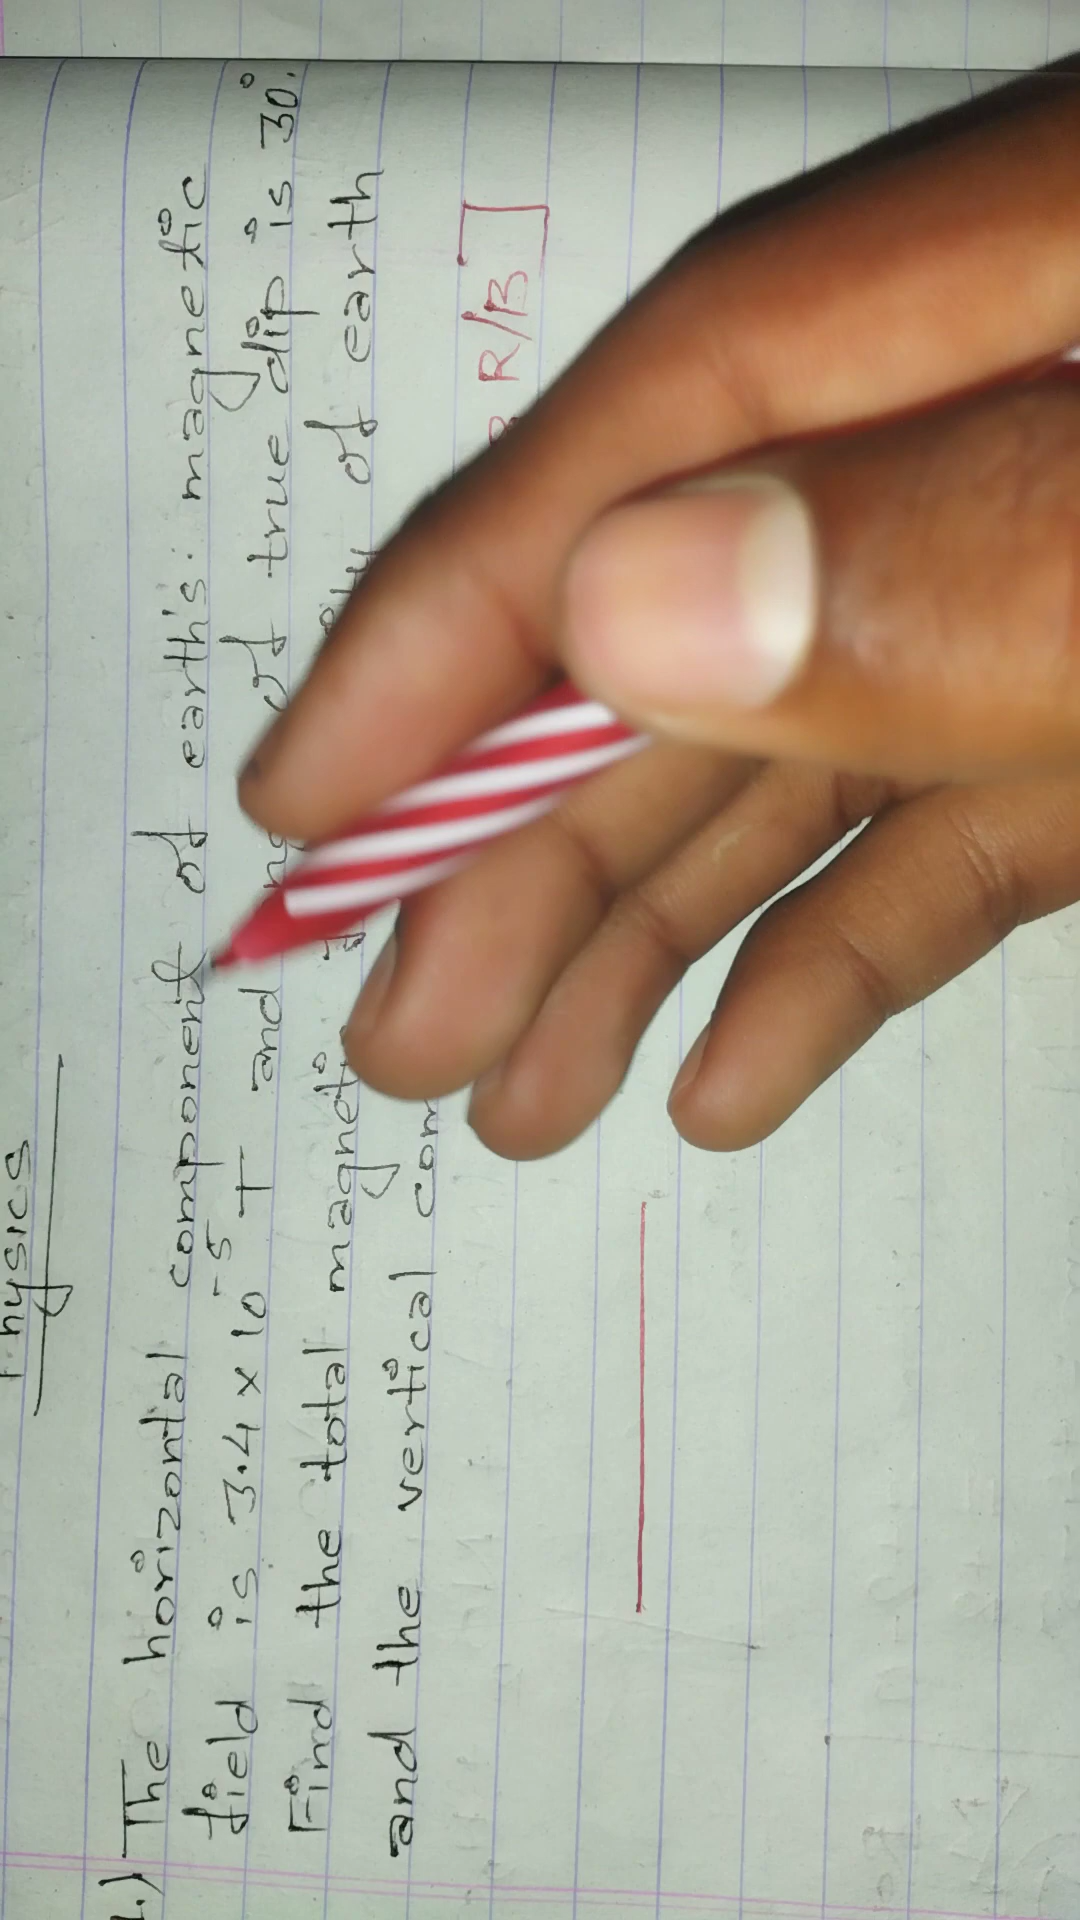 Physics
1.) The horizontal component of earth's magnetic
field is 3.4 × 10⁻⁵ T and of true dip is 30°.
Find the total of earth
and the vertical
R/B]